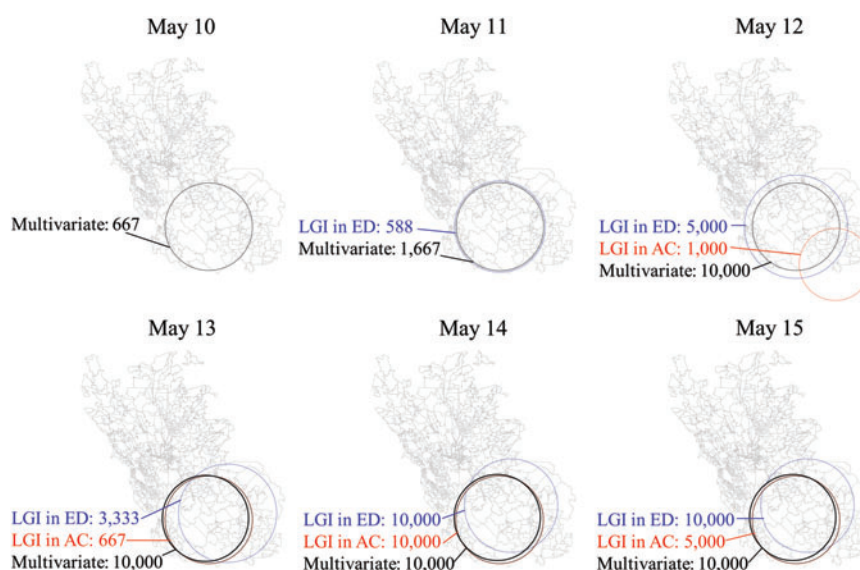 May 10
May 11
May 12
Multivariate: 667
LGI in ED: 588
Multivariate: 1,667
LGI in ED: 5,000
LGI in AC: 1,000
Multivariate: 10,000
May 13
May 14
May 15
LGI in ED: 3,333
LGI in AC: 667
Multivariate: 10,000
LGI in ED: 10,000
LGI in AC: 10,000
Multivariate: 10,000
LGI in ED: 10,000
LGI in AC: 5,000
Multivariate: 10,000